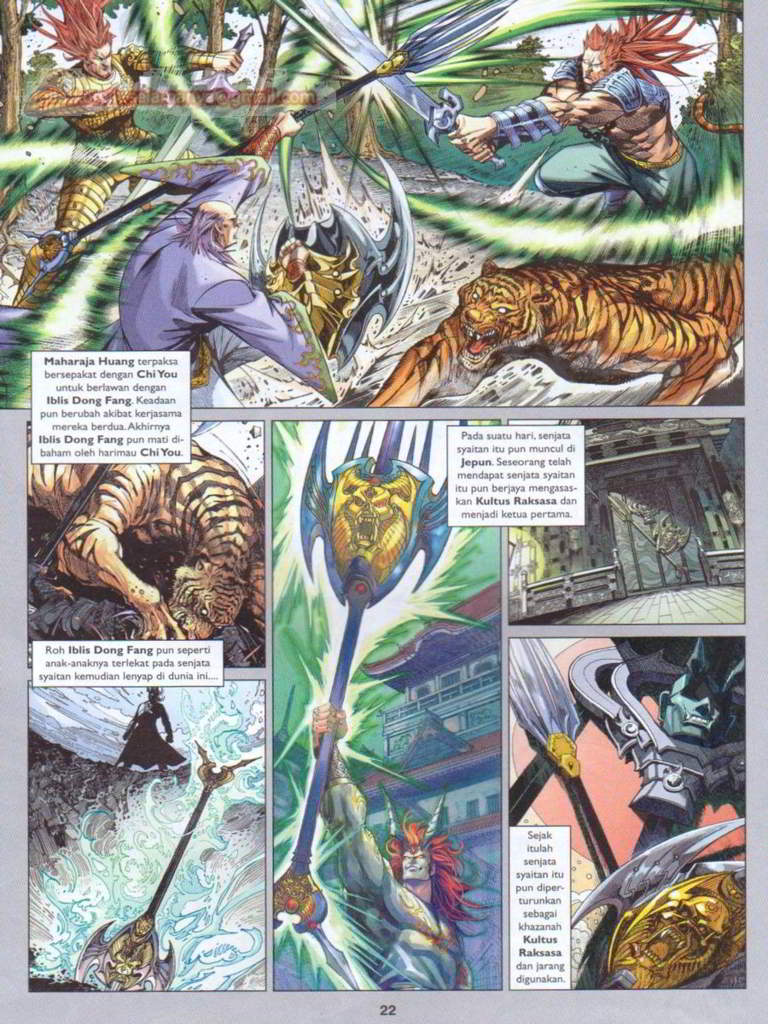 Maharaja Huang terpaksa
bersepakat dengan Chi You
untuk berlawan dengan
Iblis Dong Fang. Keadaan
pun berubah akibat kerjasama
mereka berdua. Akhirnya
Iblis Dong Fang pun mati di-
baham oleh harimau Chi You.
Pada suatu hari, senjata
syaitan itu pun muncul di
Jepun. Seseorang telah
mendapat senjata syaitan
itu pun berjaya mengasas-
kan Kultus Raksasa dan
menjadi ketua pertama.
Roh Iblis Dong Fang pun seperti
anak-anaknya terlekat pada senjata
syaitan kemudian lenyap di dunia ini....
Sejak
itulah
senjata
syaitan itu
pun diper-
turunkan
sebagai
khazanah
Kultus
Raksasa
dan jarang
digunakan.
22